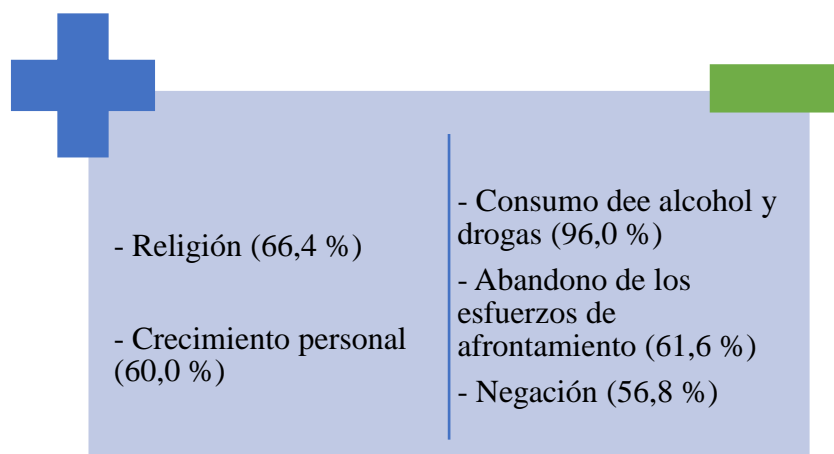 - Religión (66,4 %)
- Crecimiento personal
(60,0 %)
- Consumo dee alcohol y
drogas (96,0 %)
- Abandono de los
esfuerzos de
afrontamiento (61,6 %)
- Negación (56,8 %)